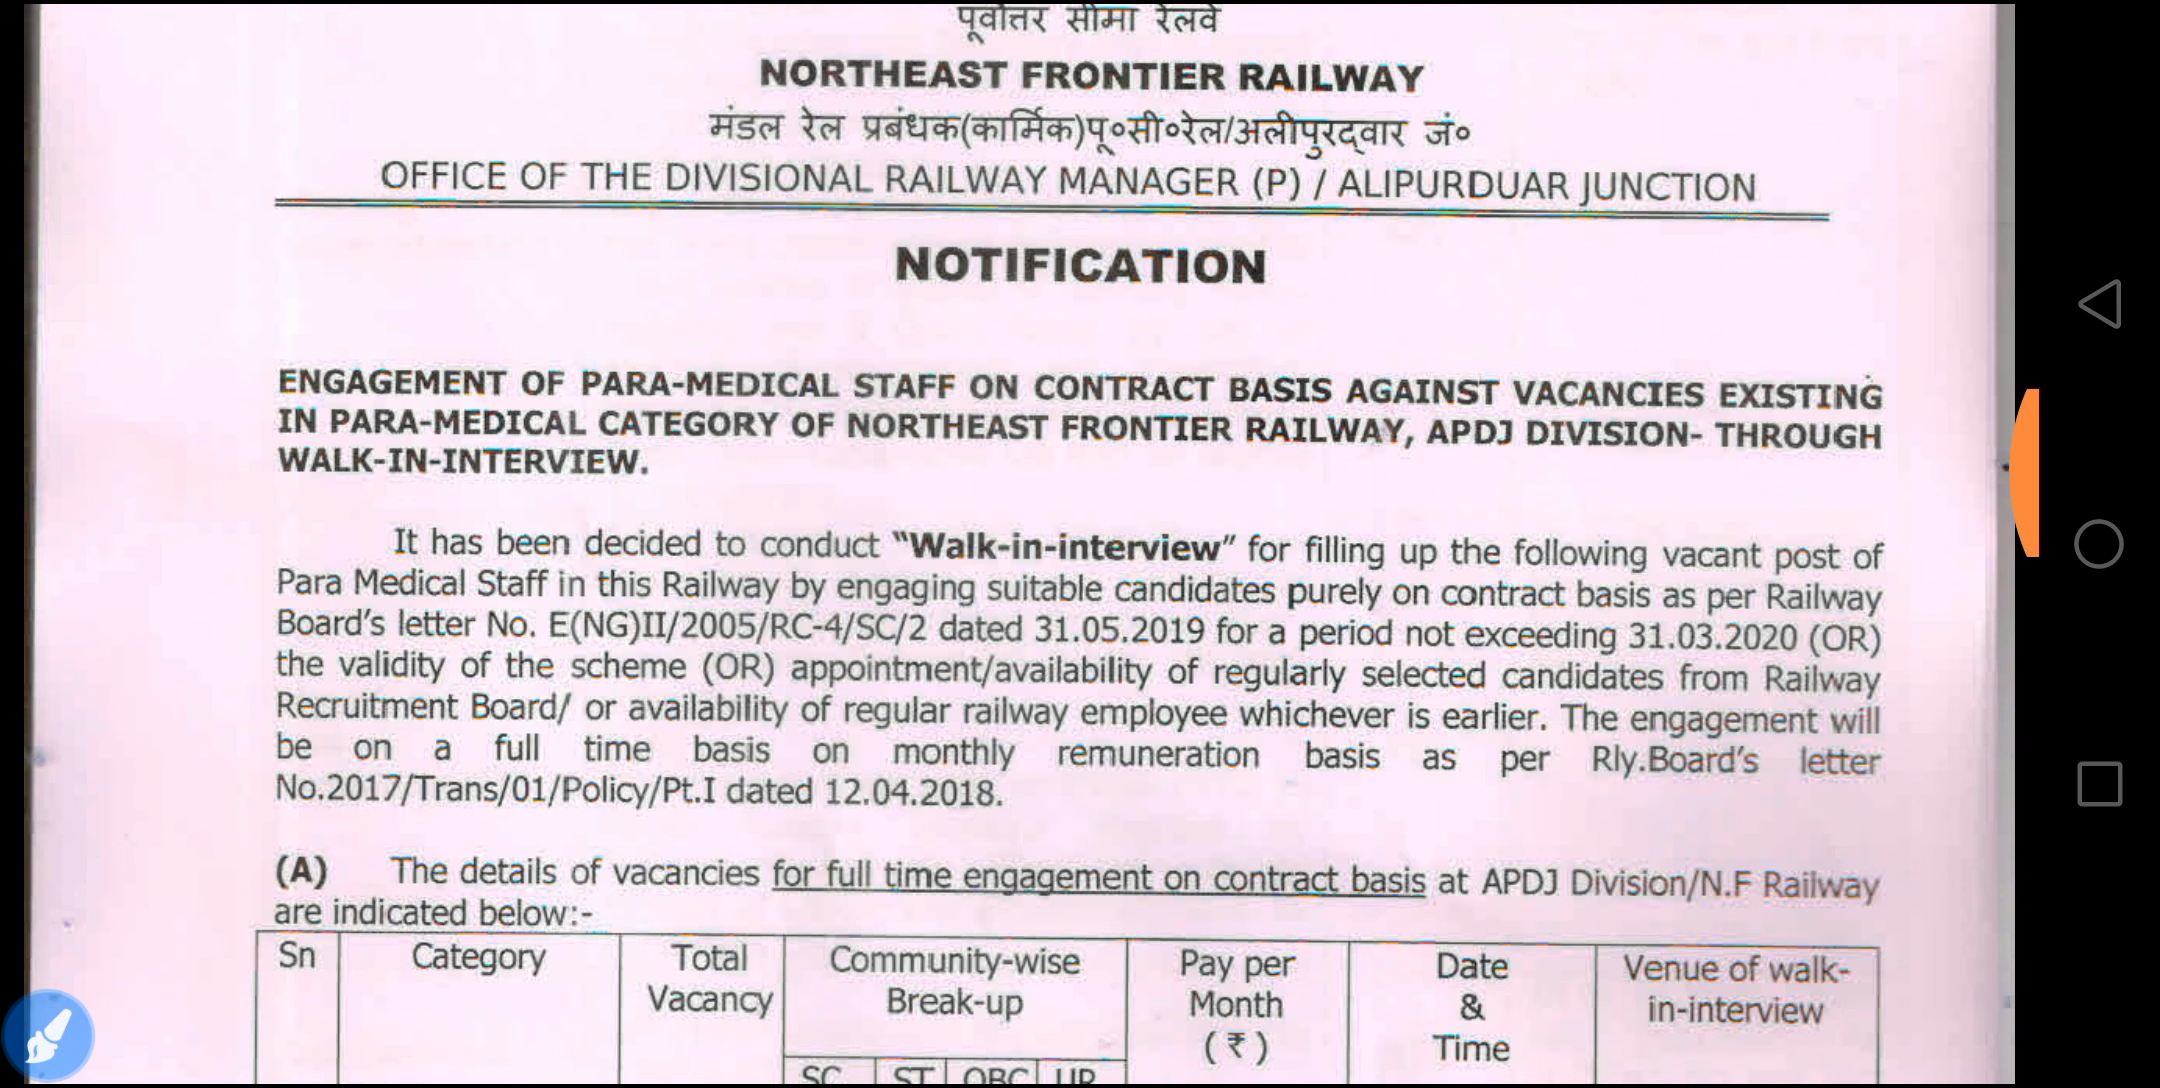 पूर्वोत्तर सीमा रेलवे
NORTHEAST FRONTIER RAILWAY
मंडल रेल प्रबंधक(कार्मिक)पू०सी०रेल/अलीपुरद्वार जं०
OFFICE OF THE DIVISIONAL RAILWAY MANAGER (P) / ALIPURDUAR JUNCTION
NOTIFICATION
ENGAGEMENT OF PARA-MEDICAL STAFF ON CONTRACT BASIS AGAINST VACANCIES EXISTING
IN PARA-MEDICAL CATEGORY OF NORTHEAST FRONTIER RAILWAY, APDJ DIVISION- THROUGH
WALK-IN-INTERVIEW.
It has been decided to conduct "Walk-in-interview" for filling up the following vacant post of
Para Medical Staff in this Railway by engaging suitable candidates purely on contract basis as per Railway
Board's letter No. E(NG)II/2005/RC-4/SC/2 dated 31.05.2019 for a period not exceeding 31.03.2020 (OR)
the validity of the scheme (OR) appointment/availability of regularly selected candidates from Railway
Recruitment Board/ or availability of regular railway employee whichever is earlier. The engagement will
be on a full time basis on monthly remuneration basis as per Rly.Board's letter
No.2017/Trans/01/Policy/Pt.I dated 12.04.2018.
(A) The details of vacancies for full time engagement on contract basis at APDJ Division/N.F Railway
are indicated below:-
Sn Category Total Vacancy Community-wise Break-up Pay per Month (₹) Date & Time Venue of walk-in-interview
SC ST OBC UR